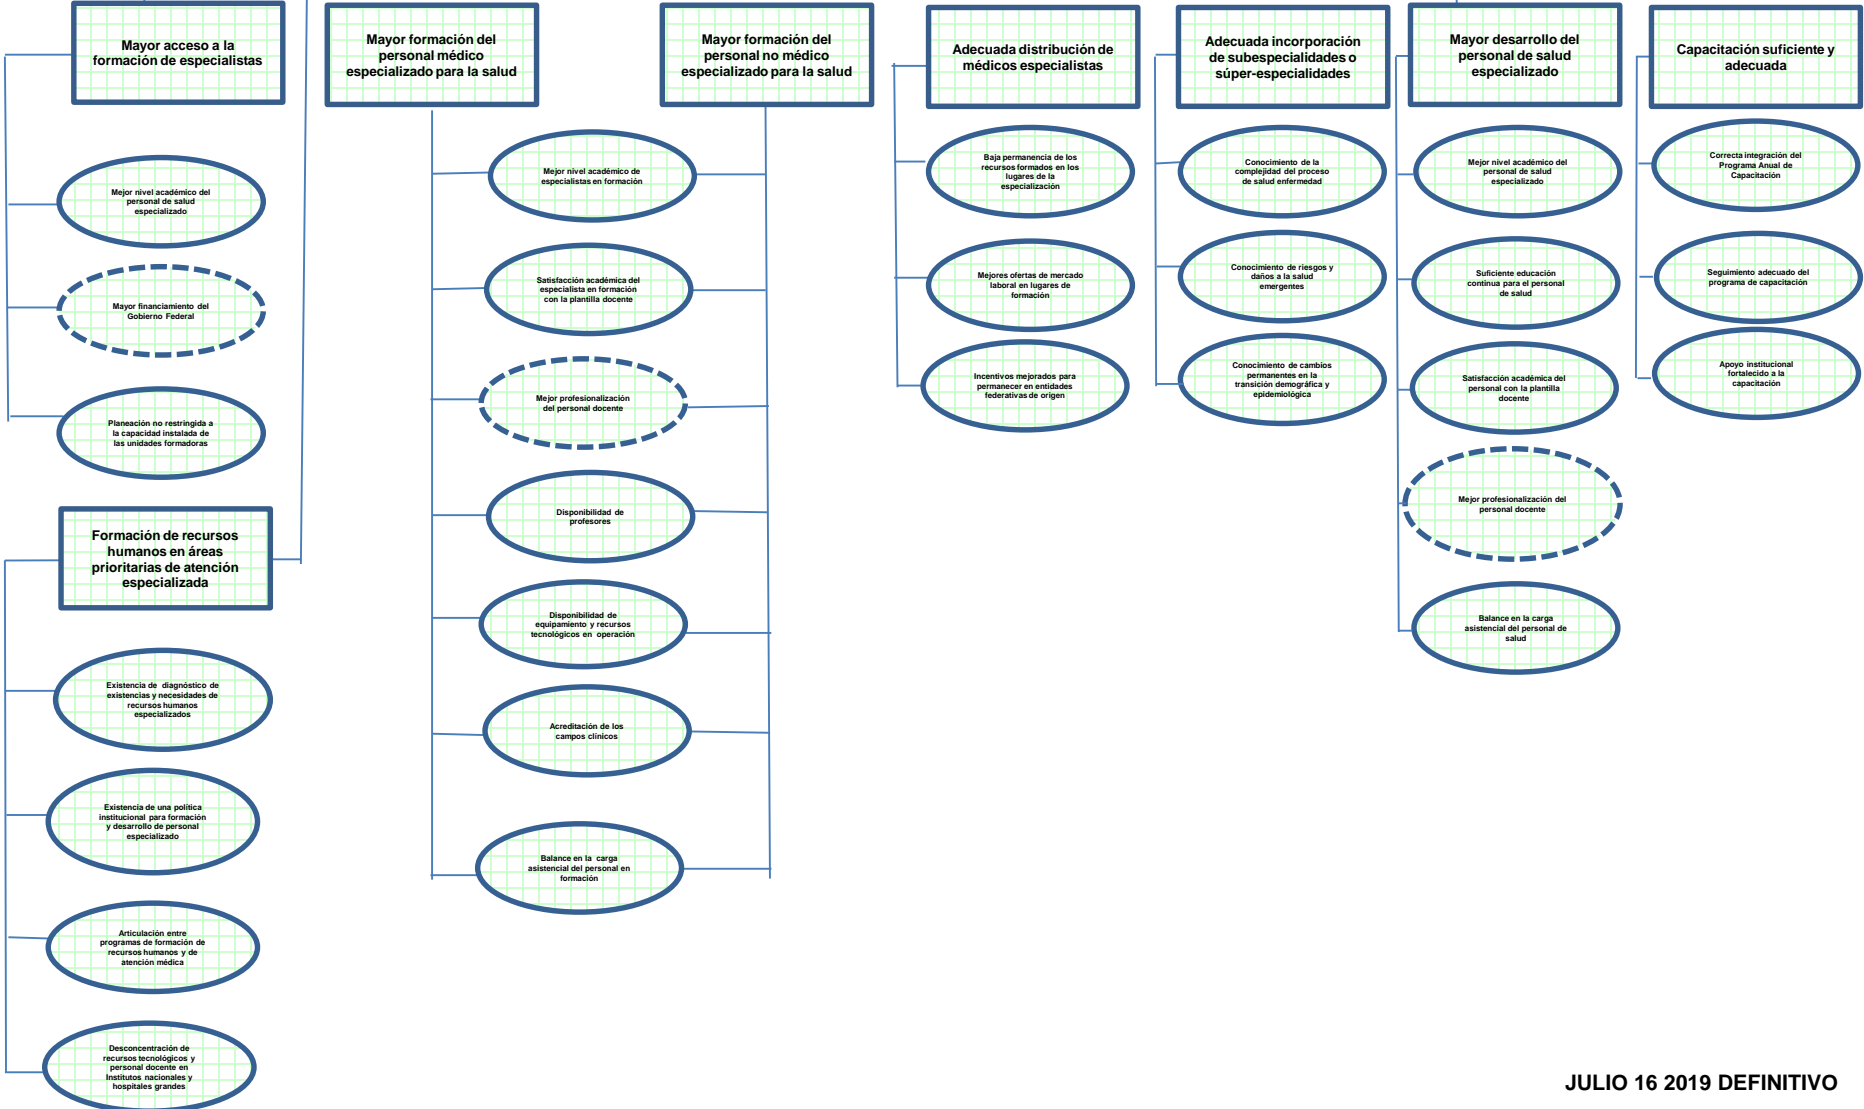 Mayor acceso a la
formación de especialistas
Mejor nivel académico del
personal de salud
especializado
Mayor financiamiento del
Gobierno Federal
Planeación no restringida a
la capacidad instalada de
las unidades formadoras
Formación de recursos
humanos en áreas
prioritarias de atención
especializada
Existencia de diagnóstico de
existencias y necesidades de
recursos humanos
especializados
Existencia de una política
institucional para formación
y desarrollo de personal
especializado
Articulación entre
programas de formación de
recursos humanos y de
atención médica
Desconcentración de
recursos tecnológicos y
personal docente en
Institutos nacionales y
hospitales grandes
Mayor formación del
personal médico
especializado para la salud
Mayor formación del
personal no médico
especializado para la salud
Mejor nivel académico de
especialistas en formación
Satisfacción académica del
especialista en formación
con la plantilla docente
Mejor profesionalización
del personal docente
Disponibilidad de
profesores
Disponibilidad de
equipamiento y recursos
tecnológicos en operación
Acreditación de los
campos clínicos
Balance en la carga
asistencial del personal en
formación
Adecuada distribución de
médicos especialistas
Baja permanencia de los
recursos formados en los
lugares de la
especialización
Mejores ofertas de mercado
laboral en lugares de
formación
Incentivos mejorados para
permanecer en entidades
federativas de origen
Adecuada incorporación
de subespecialidades o
súper-especialidades
Conocimiento de la
complejidad del proceso
de salud enfermedad
Conocimiento de riesgos y
daños a la salud
emergentes
Conocimiento de cambios
permanentes en la
transición demográfica y
epidemiológica
Mayor desarrollo del
personal de salud
especializado
Mejor nivel académico del
personal de salud
especializado
Suficiente educación
continua para el personal
de salud
Satisfacción académica del
personal con la plantilla
docente
Mejor profesionalización del
personal docente
Balance en la carga
asistencial del personal de
salud
Capacitación suficiente y
adecuada
Correcta integración del
Programa Anual de
Capacitación
Seguimiento adecuado del
programa de capacitación
Apoyo institucional
fortalecido a la
capacitación
JULIO 16 2019 DEFINITIVO